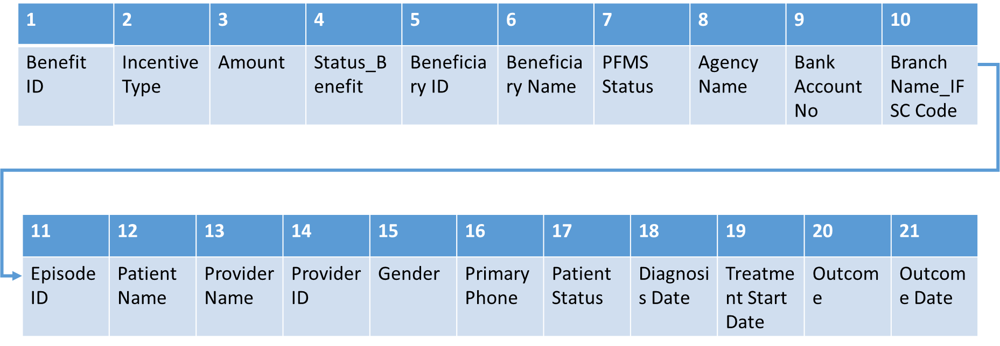 1 2 3 4 5 6 7 8 9 10
Benefit Incentive Amount Status_B Beneficia Beneficia PFMS Agency Bank Branch
ID Type enefit ry ID ry Name Status Name Account Name_IF
No SC Code
11 12 13 14 15 16 17 18 19 20 21
Episode Patient Provider Provider Gender Primary Patient Diagnosi Treatme Outcom Outcom
ID Name Name ID Phone Status s Date nt Start e e Date
Date